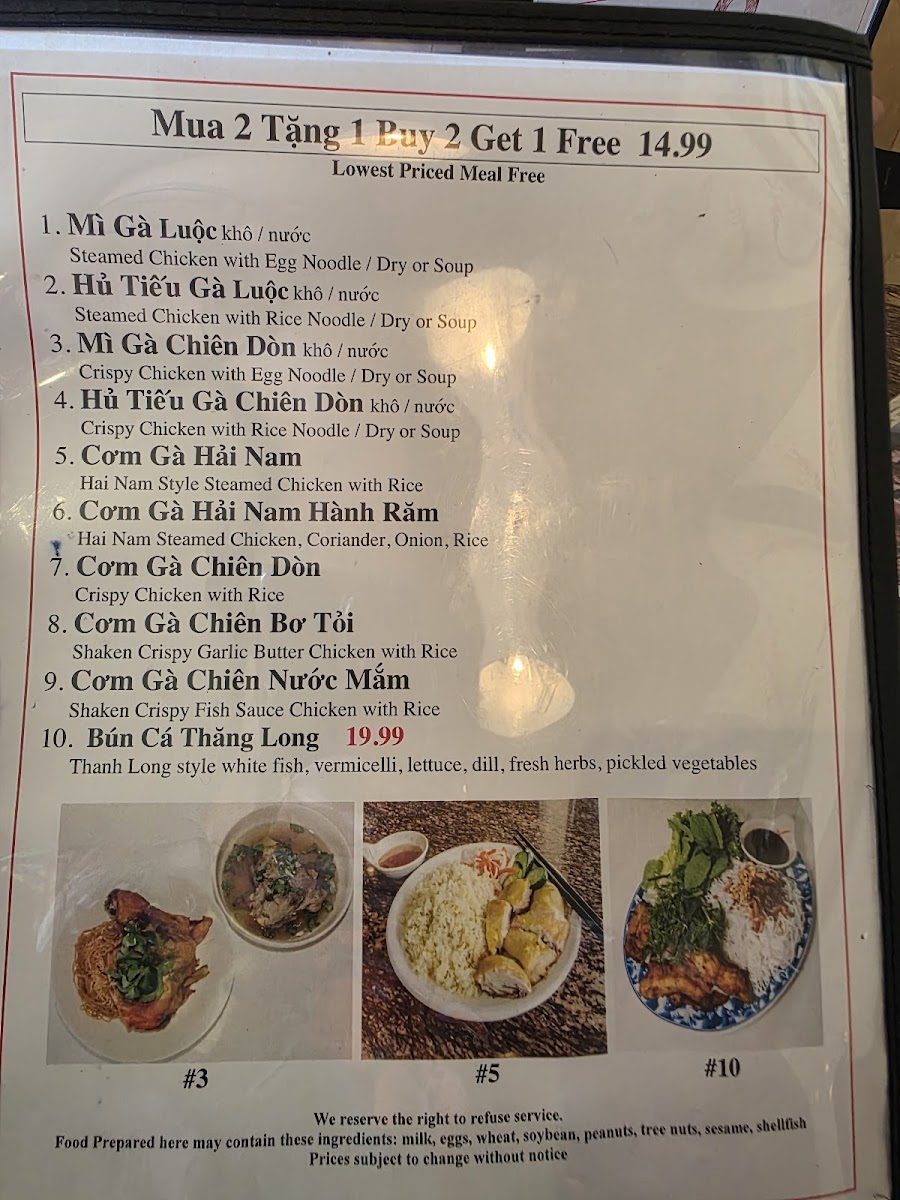 Mua 2 Tặng 1 Buy 2 Get 1 Free 14.99
Lowest Priced Meal Free
1. Mì Gà Luộc khô / nước
Steamed Chicken with Egg Noodle / Dry or Soup
2. Hủ Tiếu Gà Luộc khô / nước
Steamed Chicken with Rice Noodle / Dry or Soup
3. Mì Gà Chiên Dòn khô / nước
Crispy Chicken with Egg Noodle / Dry or Soup
4. Hủ Tiếu Gà Chiên Dòn khô / nước
Crispy Chicken with Rice Noodle / Dry or Soup
5. Cơm Gà Hải Nam
Hai Nam Style Steamed Chicken with Rice
6. Cơm Gà Hải Nam Hành Răm
Hai Nam Steamed Chicken, Coriander, Onion, Rice
7. Cơm Gà Chiên Dòn
Crispy Chicken with Rice
8. Cơm Gà Chiên Bơ Tỏi
Shaken Crispy Garlic Butter Chicken with Rice
9. Cơm Gà Chiên Nước Mắm
Shaken Crispy Fish Sauce Chicken with Rice
10. Bún Cá Thăng Long 19.99
Thanh Long style white fish, vermicelli, lettuce, dill, fresh herbs, pickled vegetables
#3 #5 #10
We reserve the right to refuse service.
Food Prepared here may contain these ingredients: milk, eggs, wheat, soybean, peanuts, tree nuts, sesame, shellfish
Prices subject to change without notice